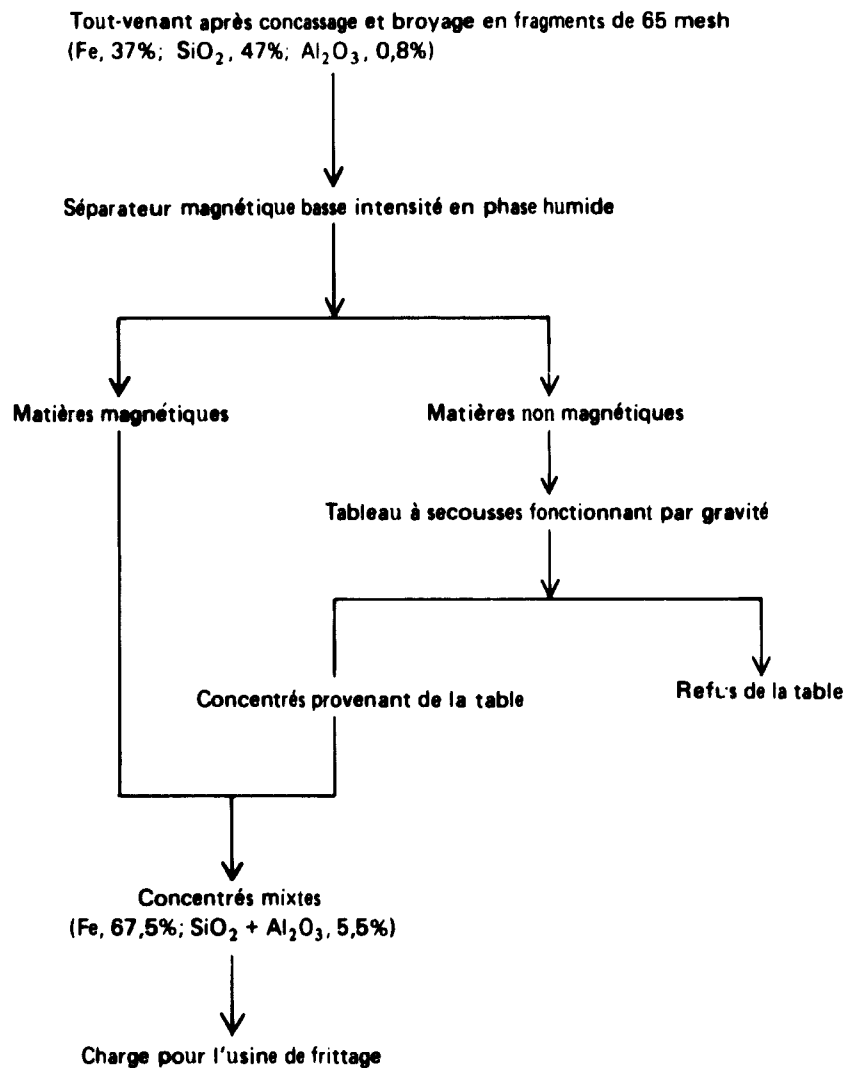 Tout-venant après concassage et broyage en fragments de 65 mesh
(Fe, 37%; SiO₂, 47%; Al₂O₃, 0,8%)
Séparateur magnétique basse intensité en phase humide
Matières magnétiques
Matières non magnétiques
Tableau à secousses fonctionnant par gravité
Concentrés provenant de la table
Refus de la table
Concentrés mixtes
(Fe, 67,5%; SiO₂ + Al₂O₃, 5,5%)
Charge pour l'usine de frittage